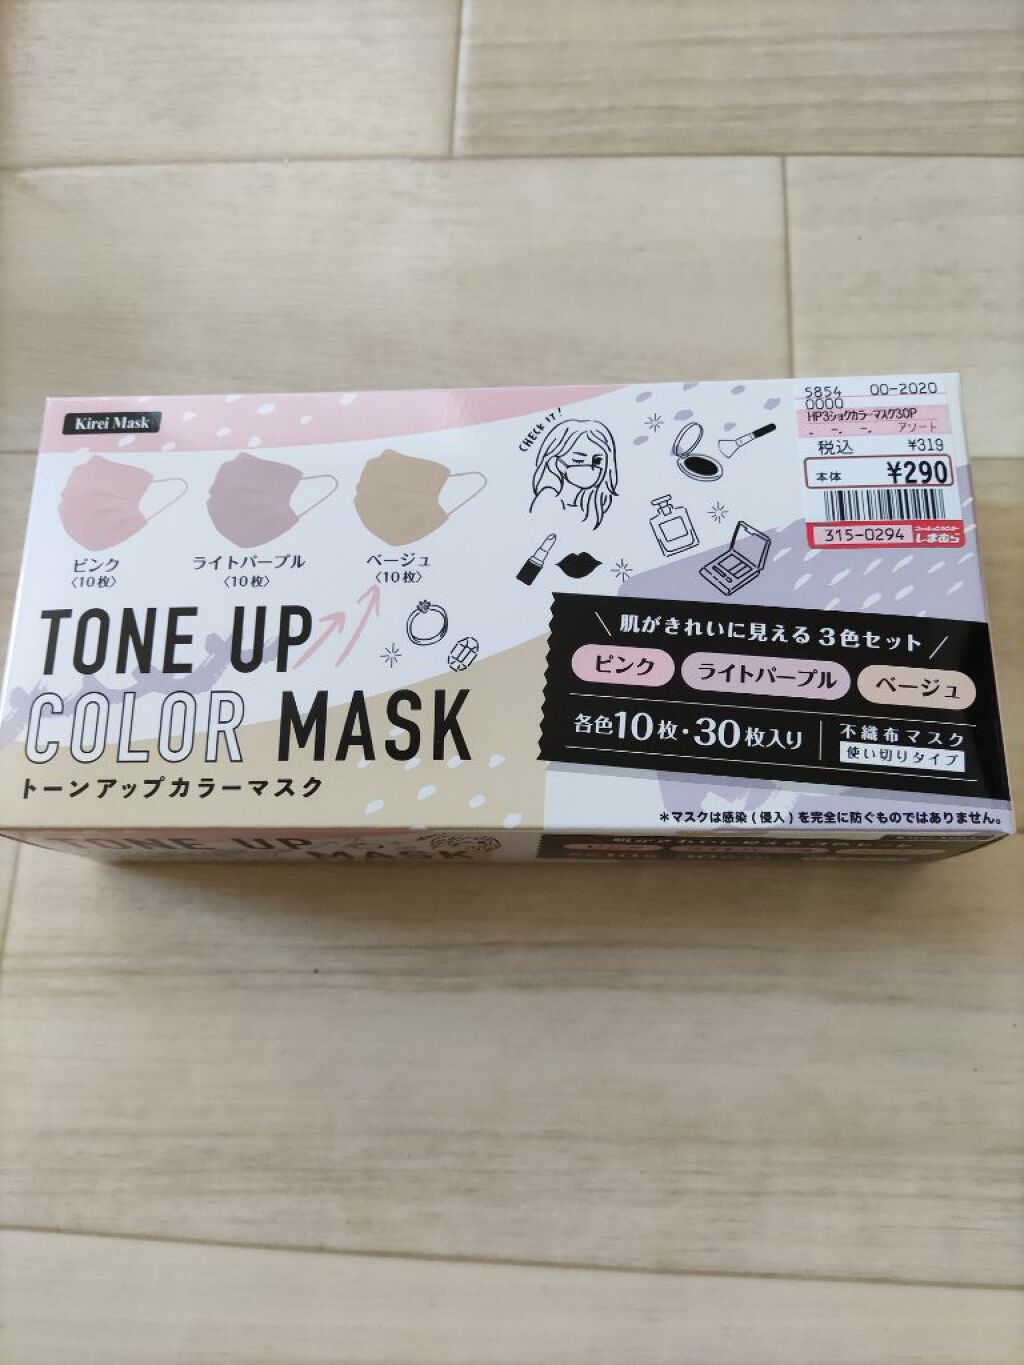 Kirei Mask
CHECK IT!
5854 00-2020
0000
HP3ショクカラーマスク30P
アソート
税込 ¥319
本体 ¥290
315-0294 しまむら
ピンク
〈10枚〉
ライトパープル
〈10枚〉
ベージュ
〈10枚〉
TONE UP
COLOR MASK
トーンアップカラーマスク
\ 肌がきれいに見える 3色セット /
ピンク ライトパープル ベージュ
各色10枚・30枚入り
不織布マスク
使い切りタイプ
*マスクは感染(侵入)を完全に防ぐものではありません。
TONE UP
MASK